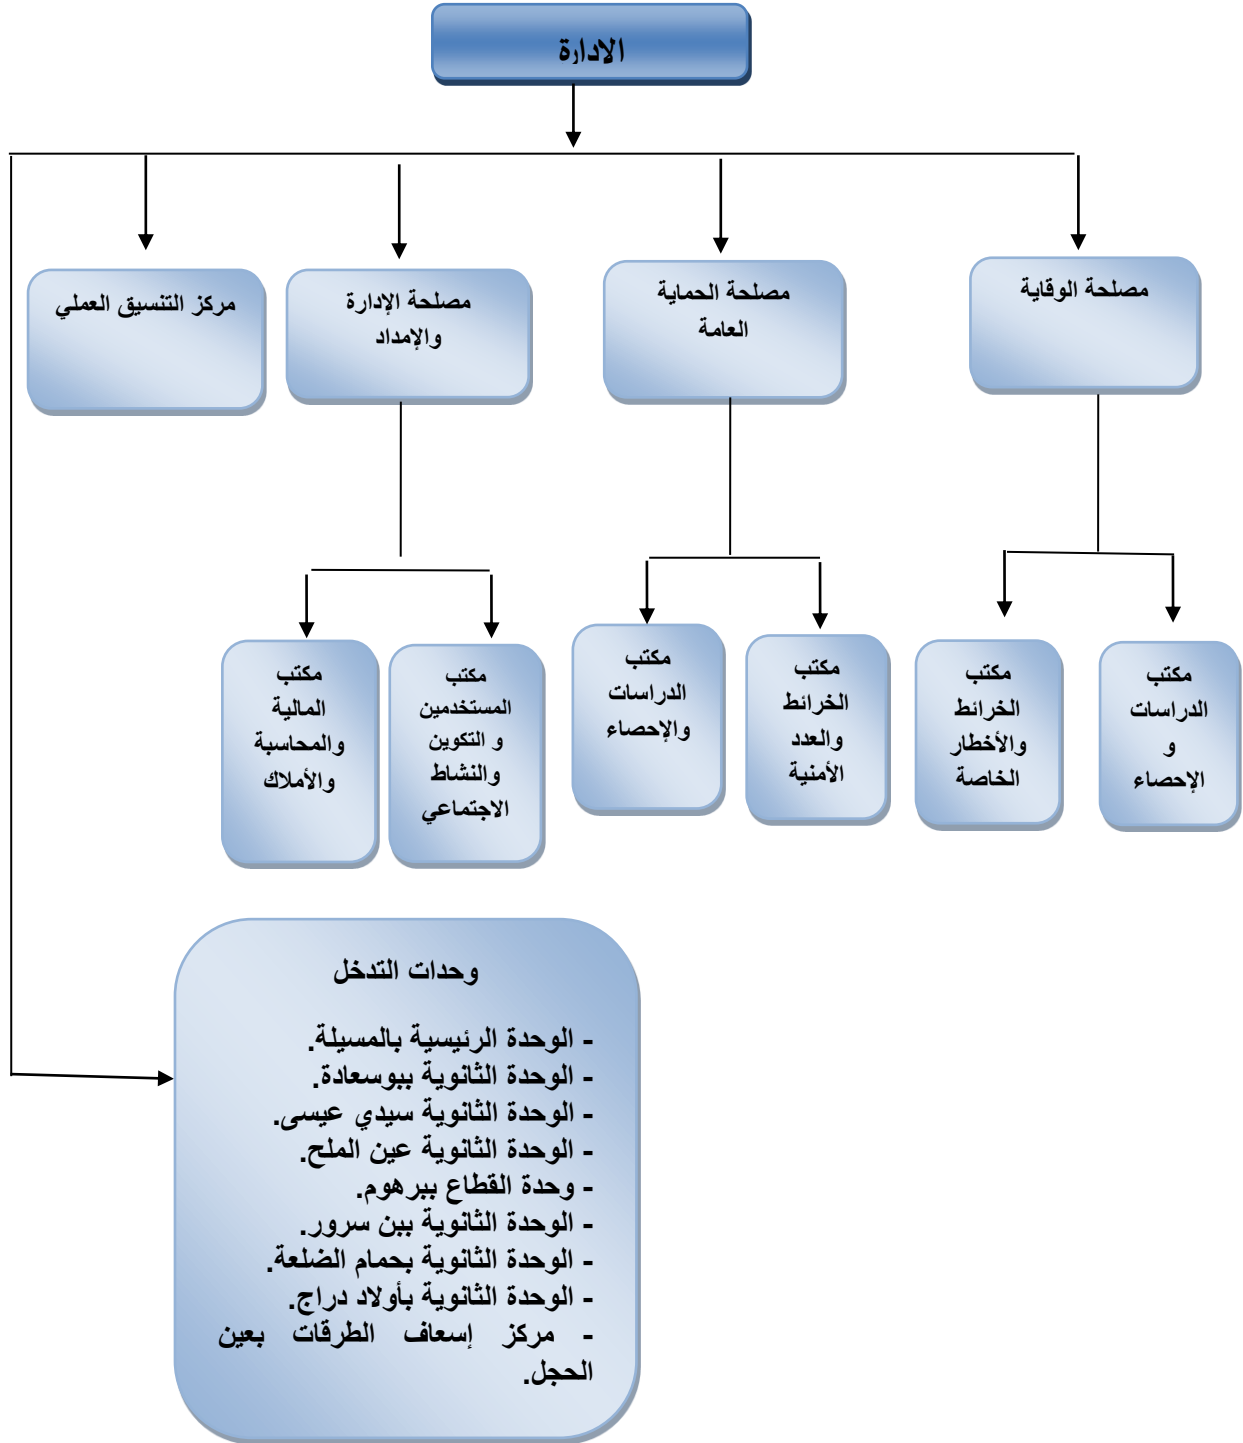 الادارة
مصلحة الوقاية
مصلحة الحماية
العامة
مصلحة الإدارة
والإمداد
مركز التنسيق العملي
مكتب
الدراسات
و
الإحصاء
مكتب
الخرائط
والأخطار
الخاصة
مكتب
الخرائط
والعدد
الأمنية
مكتب
الدراسات
والإحصاء
مكتب
المستخدمين
و التكوين
والنشاط
الاجتماعي
مكتب
المالية
والمحاسبة
والأملاك
وحدات التدخل
- الوحدة الرئيسية بالمسيلة.
- الوحدة الثانوية ببوسعادة.
- الوحدة الثانوية سيدي عيسى.
- الوحدة الثانوية عين الملح.
- وحدة القطاع ببرهوم.
- الوحدة الثانوية ببن سرور.
- الوحدة الثانوية بحمام الضلعة.
- الوحدة الثانوية بأولاد دراج.
- مركز إسعاف الطرقات بعين
الحجل.